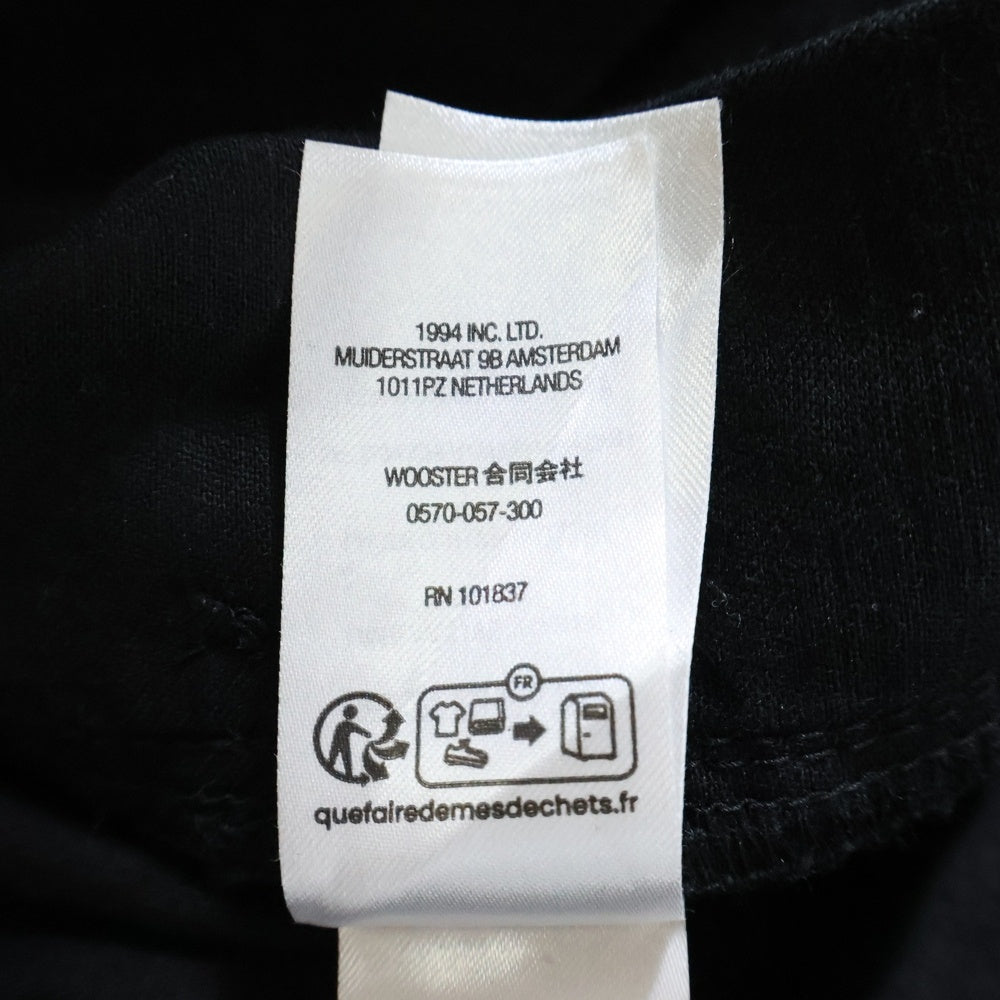 1994 INC. LTD.
MUIDERSTRAAT 9B AMSTERDAM
1011PZ NETHERLANDS
WOOSTER 合同会社
0570-057-300
RN 101837
FR
quefairedemesdechets.fr